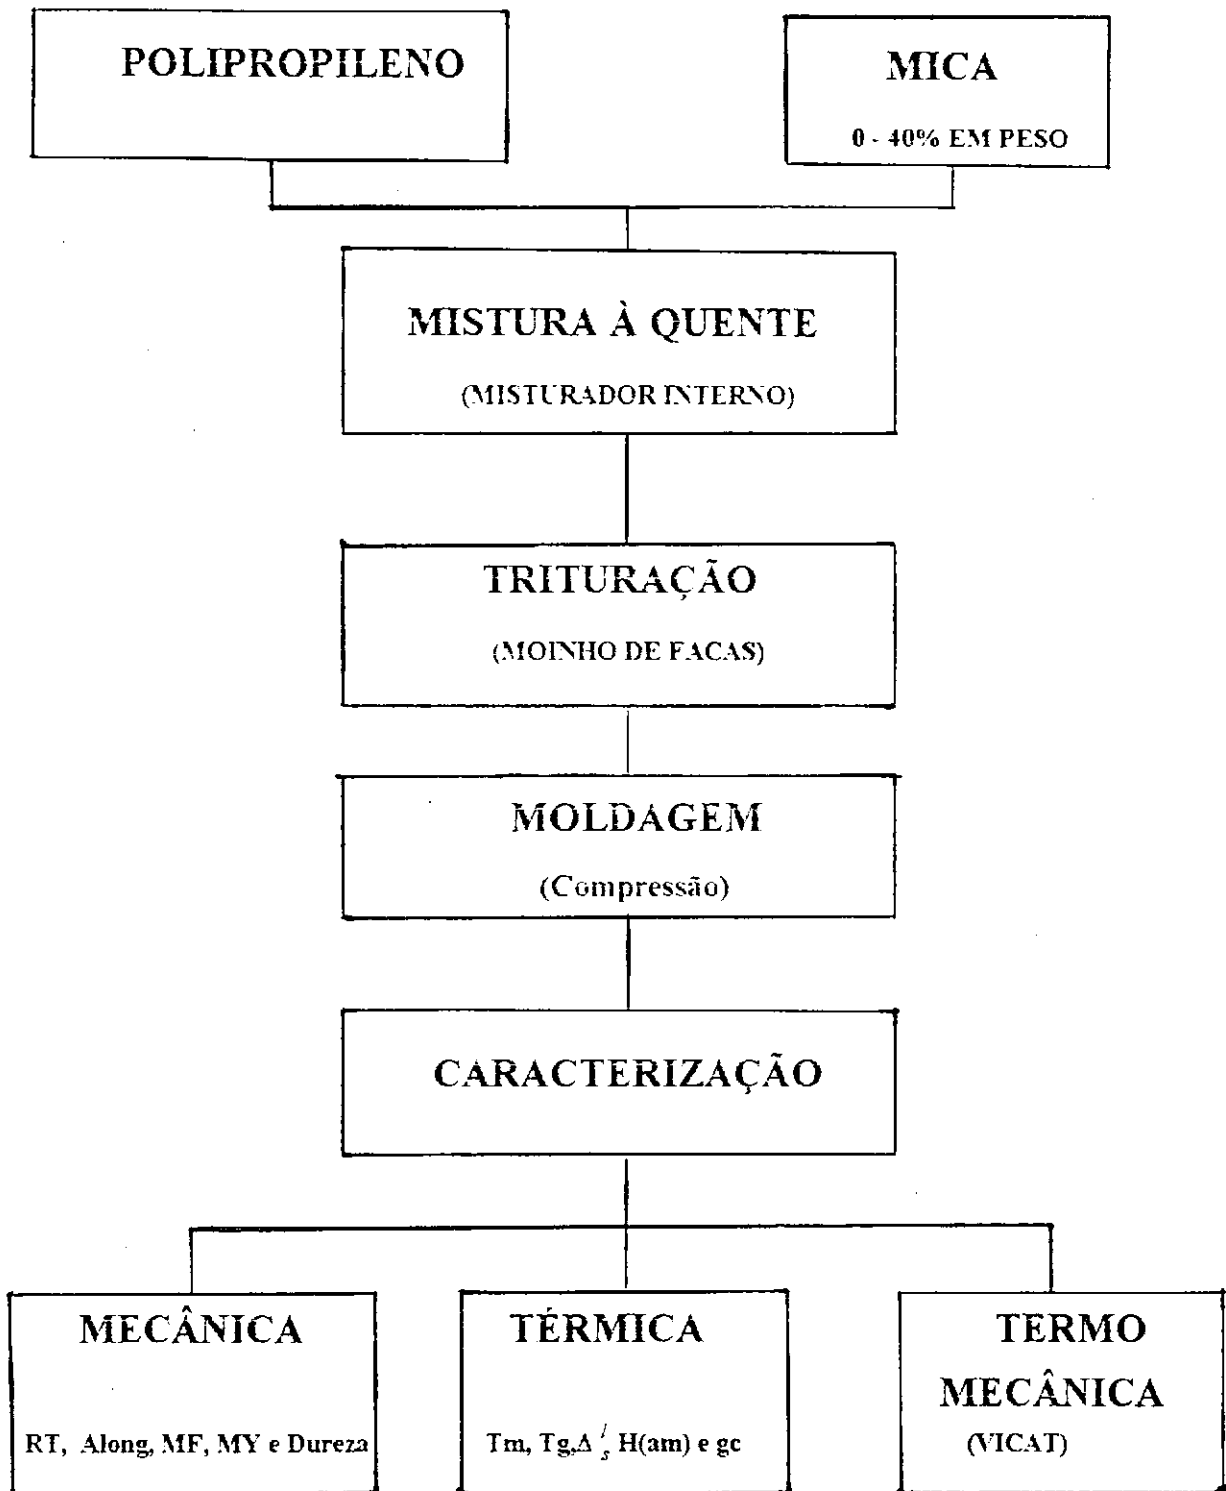 POLIPROPILENO
MICA
0 - 40% EM PESO
MISTURA À QUENTE
(MISTURADOR INTERNO)
TRITURAÇÃO
(MOINHO DE FACAS)
MOLDAGEM
(Compressão)
CARACTERIZAÇÃO
MECÂNICA
RT, Along, MF, MY e Dureza
TÉRMICA
Tm, Tg,Δ l/s H(am) e gc
TERMO
MECÂNICA
(VICAT)